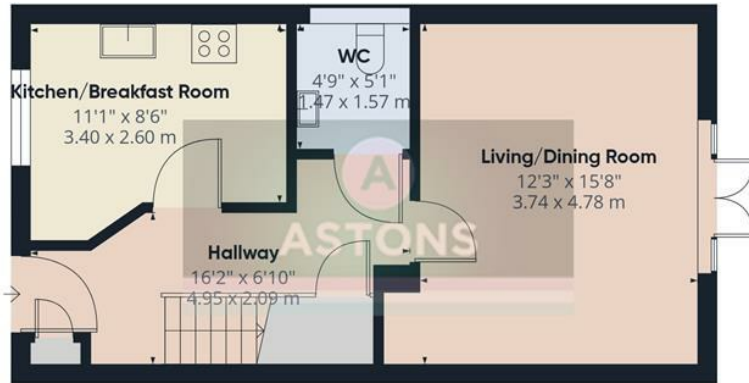 Kitchen/Breakfast Room
11'1" x 8'6"
3.40 x 2.60 m
WC
4'9" x 5'1"
1.47 x 1.57 m
Living/Dining Room
12'3" x 15'8"
3.74 x 4.78 m
A
ASTONS
Hallway
16'2" x 6'10"
4.95 x 2.09 m